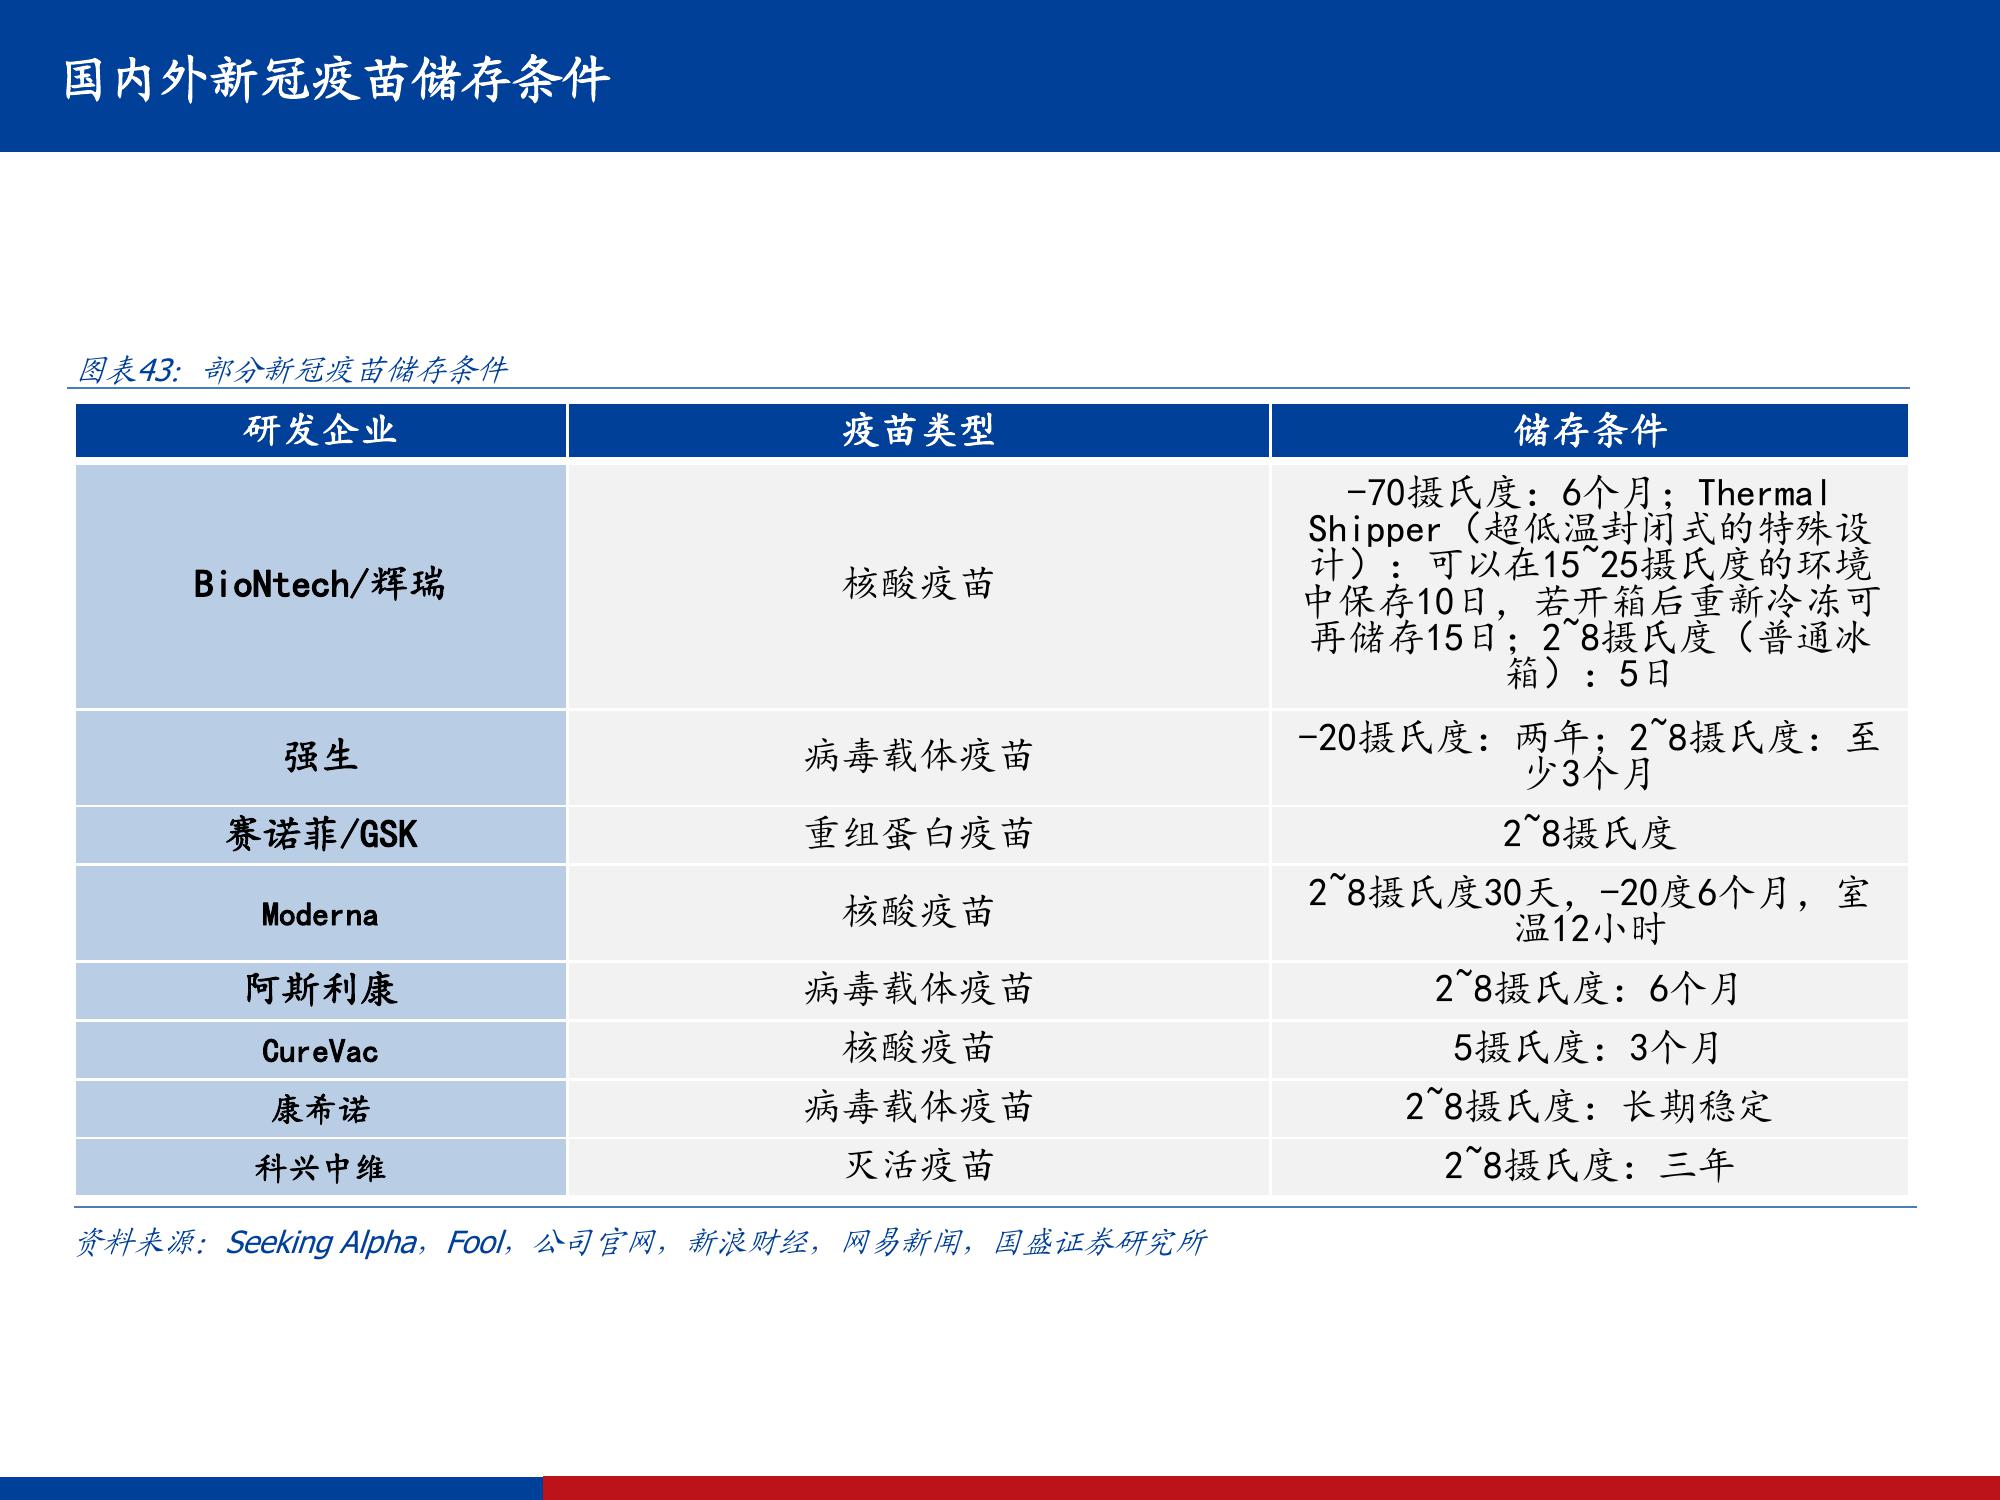 国内外新冠疫苗储存条件
图表43: 部分新冠疫苗储存条件
研发企业 疫苗类型 储存条件
BioNtech/辉瑞 核酸疫苗 -70摄氏度：6个月；Thermal
Shipper（超低温封闭式的特殊设
计）：可以在15~25摄氏度的环境
中保存10日，若开箱后重新冷冻可
再储存15日；2~8摄氏度（普通冰
箱）：5日
强生 病毒载体疫苗 -20摄氏度：两年；2~8摄氏度：至
少3个月
赛诺菲/GSK 重组蛋白疫苗 2~8摄氏度
Moderna 核酸疫苗 2~8摄氏度30天，-20度6个月，室
温12小时
阿斯利康 病毒载体疫苗 2~8摄氏度：6个月
CureVac 核酸疫苗 5摄氏度：3个月
康希诺 病毒载体疫苗 2~8摄氏度：长期稳定
科兴中维 灭活疫苗 2~8摄氏度：三年
资料来源：Seeking Alpha，Fool，公司官网，新浪财经，网易新闻，国盛证券研究所